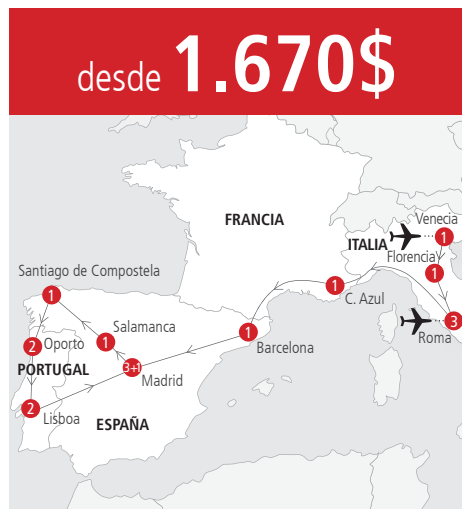 desde 1.670$
FRANCIA
Venecia
1
ITALIA
Florencia
1
1
C. Azul
3
Roma
Santiago de Compostela
1
Salamanca
1
1
Barcelona
2
Oporto
PORTUGAL
3+1
Madrid
2
Lisboa
ESPAÑA